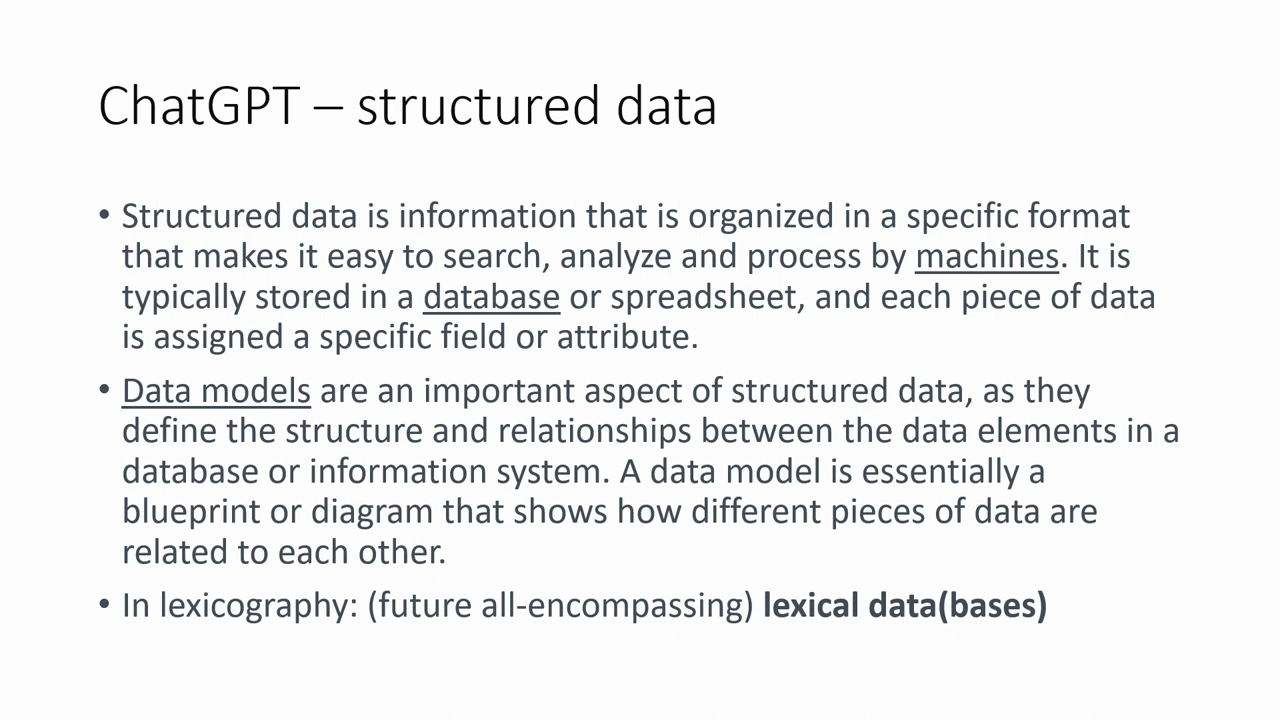 ChatGPT – structured data
• Structured data is information that is organized in a specific format
that makes it easy to search, analyze and process by machines. It is
typically stored in a database or spreadsheet, and each piece of data
is assigned a specific field or attribute.
• Data models are an important aspect of structured data, as they
define the structure and relationships between the data elements in a
database or information system. A data model is essentially a
blueprint or diagram that shows how different pieces of data are
related to each other.
• In lexicography: (future all-encompassing) lexical data(bases)